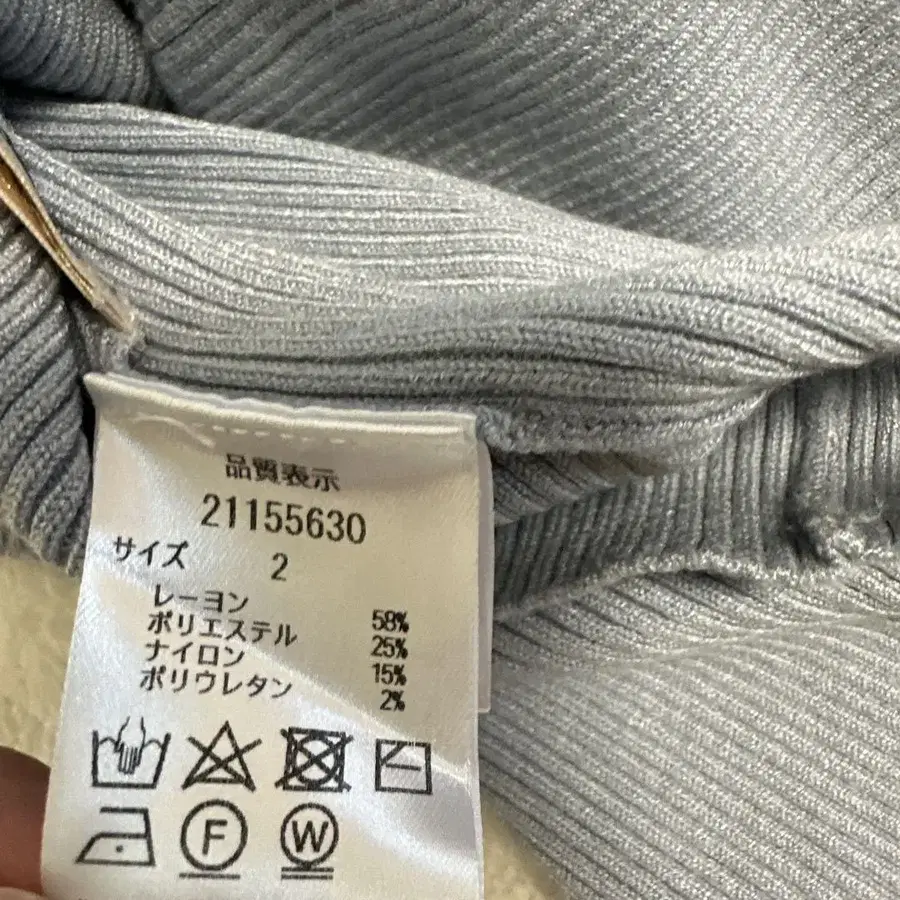 品質表示
21155630
サイズ 2
レーヨン 58%
ポリエステル 25%
ナイロン 15%
ポリウレタン 2%
F W